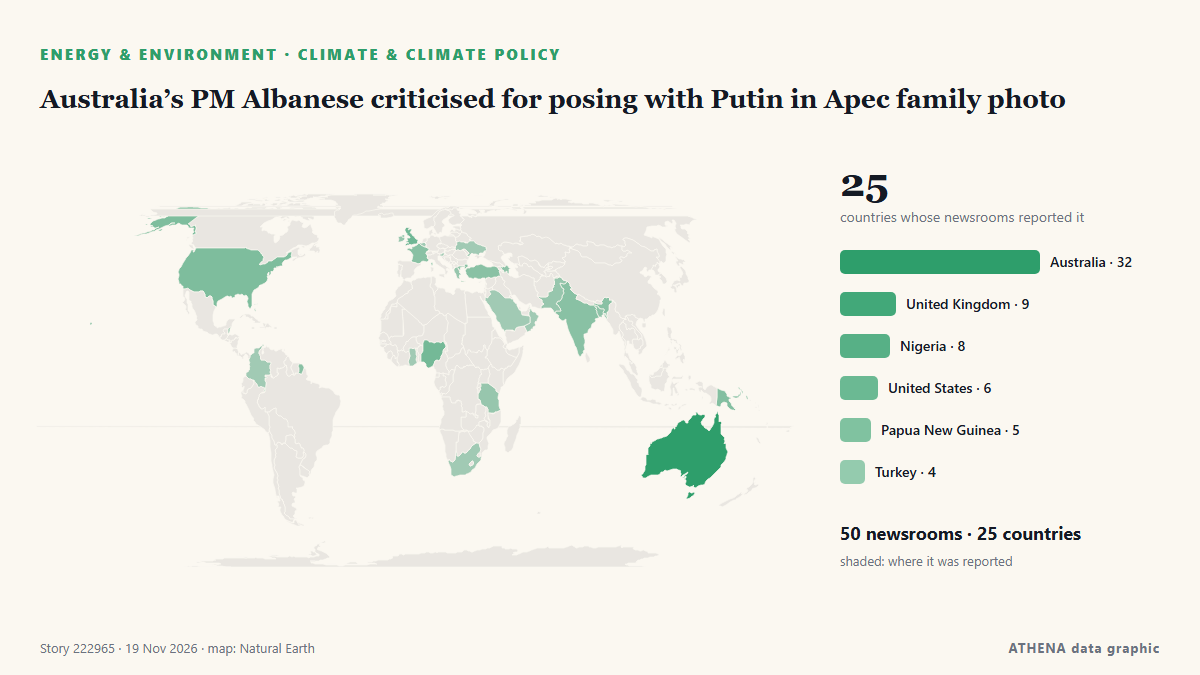 ENERGY & ENVIRONMENT · CLIMATE & CLIMATE POLICY
Australia’s PM Albanese criticised for posing with Putin in Apec family photo
25
countries whose newsrooms reported it
Australia · 32
United Kingdom · 9
Nigeria · 8
United States · 6
Papua New Guinea · 5
Turkey · 4
50 newsrooms · 25 countries
shaded: where it was reported
Story 222965 · 19 Nov 2026 · map: Natural Earth
ATHENA data graphic